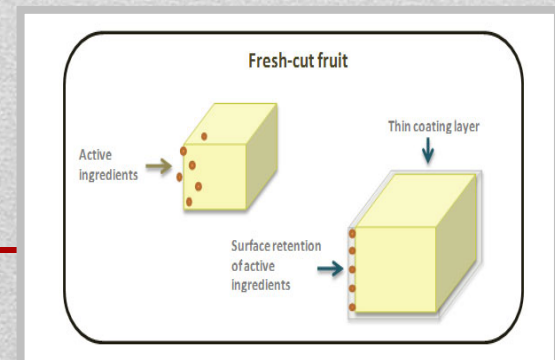 Fresh-cut fruit
Active
ingredients
Thin coating layer
Surface retention
of active
ingredients